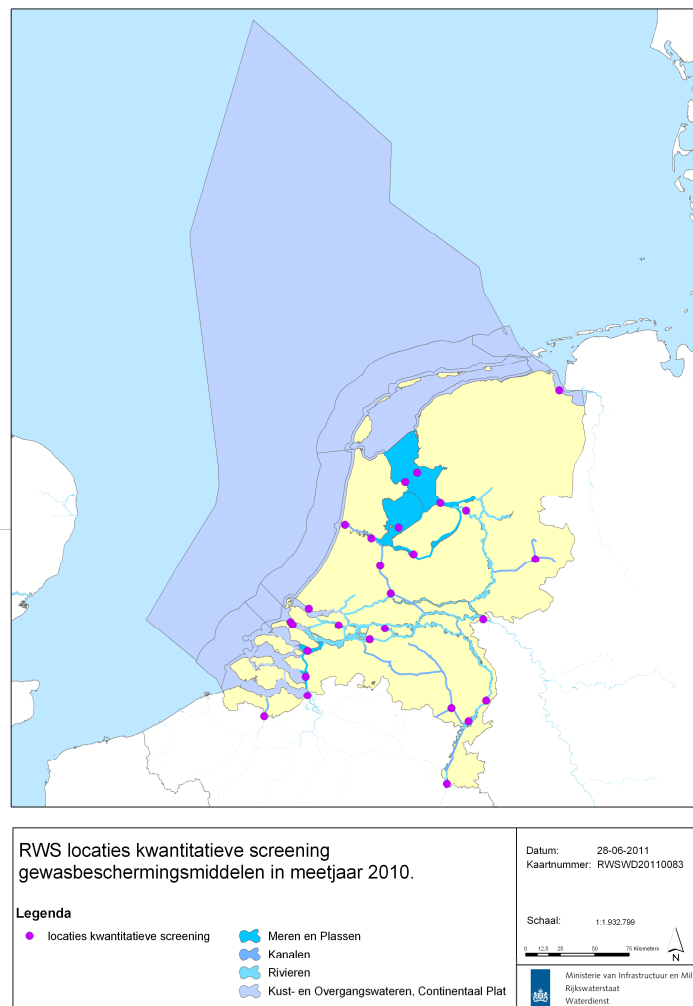 RWS locaties kwantitatieve screening
gewasbeschermingsmiddelen in meetjaar 2010.
Legenda
locaties kwantitatieve screening
Meren en Plassen
Kanalen
Rivieren
Kust- en Overgangswateren, Continentaal Plat
Datum: 28-06-2011
Kaartnummer: RWSWD20110083
Schaal: 1:1.932.799
0 12,5 25 50 75 Kilometers
N
Ministerie van Infrastructuur en Mil
Rijkswaterstaat
Waterdienst